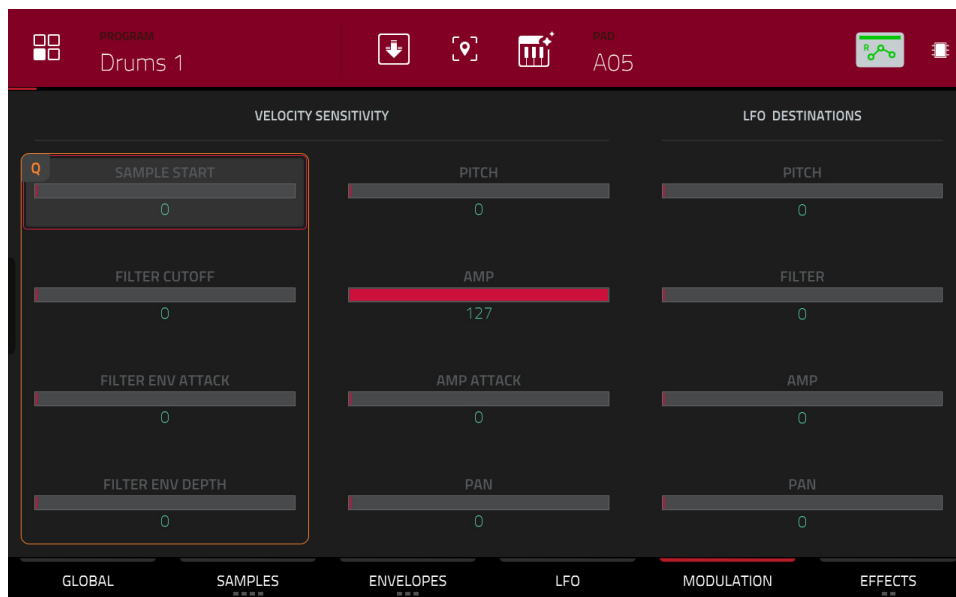 PROGRAM
Drums 1
PAD
A05
R
VELOCITY SENSITIVITY
LFO DESTINATIONS
Q
SAMPLE START
0
PITCH
0
PITCH
0
FILTER CUTOFF
0
AMP
127
FILTER
0
FILTER ENV ATTACK
0
AMP ATTACK
0
AMP
0
FILTER ENV DEPTH
0
PAN
0
PAN
0
GLOBAL
SAMPLES
ENVELOPES
LFO
MODULATION
EFFECTS